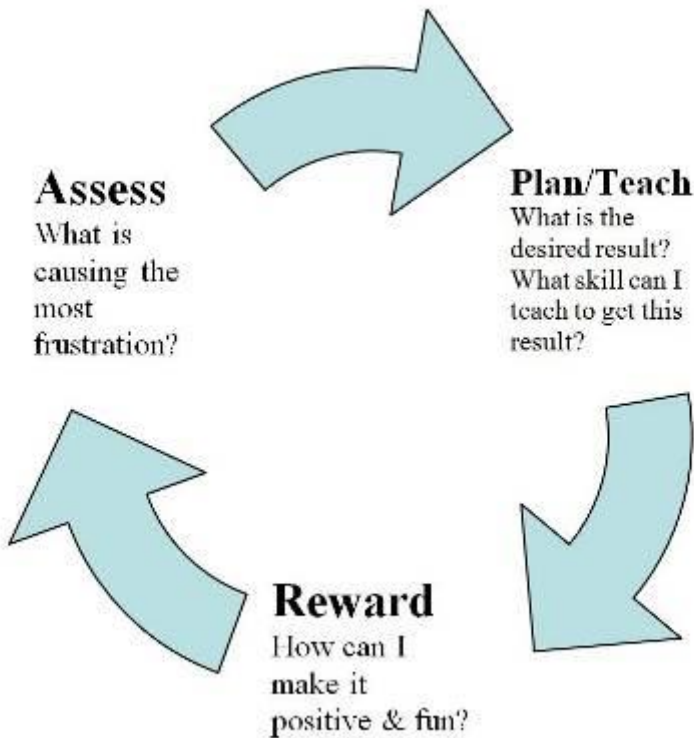 Assess
What is
causing the
most
frustration?
Plan/Teach
What is the
desired result?
What skill can I
teach to get this
result?
Reward
How can I
make it
positive & fun?